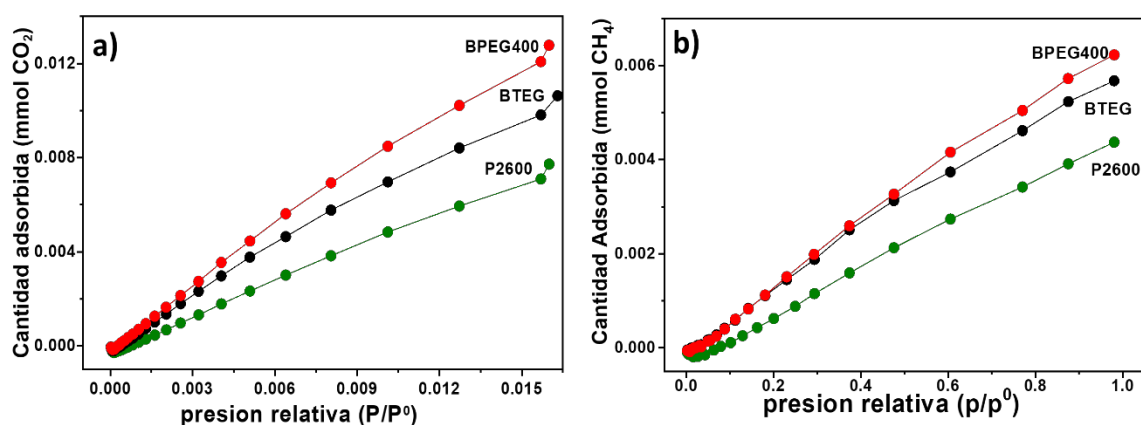 a)
Cantidad adsorbida (mmol CO₂)
0.012
0.008
0.004
0.000
BPEG400
BTEG
P2600
0.000 0.003 0.006 0.009 0.012 0.015
presion relativa (P/P⁰)
b)
Cantidad Adsorbida (mmol CH₄)
0.006
0.004
0.002
0.000
BPEG400
BTEG
P2600
0.0 0.2 0.4 0.6 0.8 1.0
presion relativa (p/p⁰)